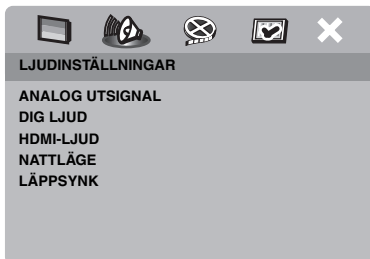 LJUDINSTÄLLNINGAR
ANALOG UTSIGNAL
DIG LJUD
HDMI-LJUD
NATTLÄGE
LÄPPSYNK